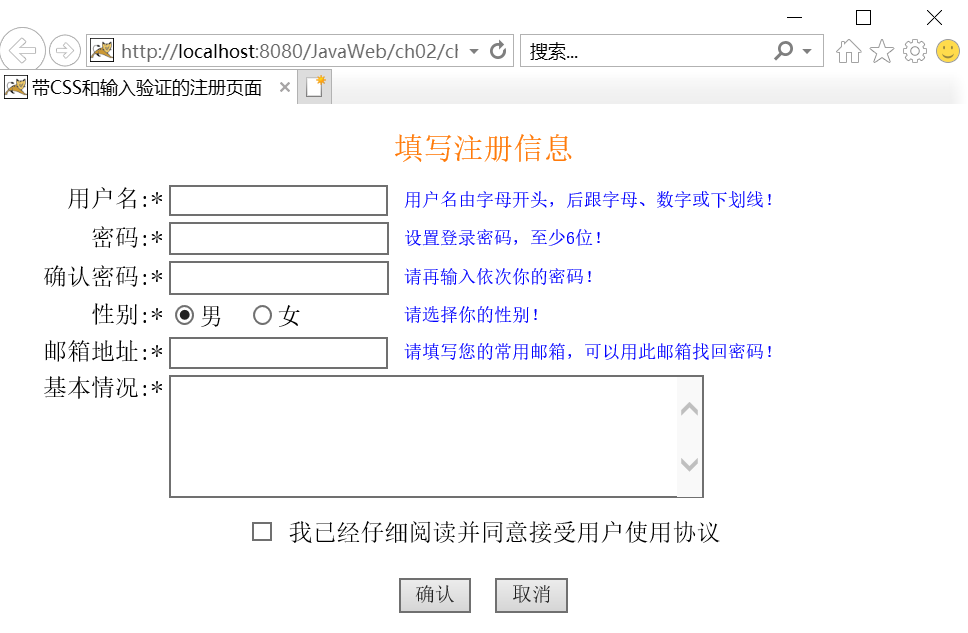 http://localhost:8080/JavaWeb/ch02/ch
搜索...
带CSS和输入验证的注册页面
填写注册信息
用户名:* 用户名由字母开头，后跟字母、数字或下划线！
密码:* 设置登录密码，至少6位！
确认密码:* 请再输入依次你的密码！
性别:* 男 女 请选择你的性别！
邮箱地址:* 请填写您的常用邮箱，可以用此邮箱找回密码！
基本情况:*
我已经仔细阅读并同意接受用户使用协议
确认 取消